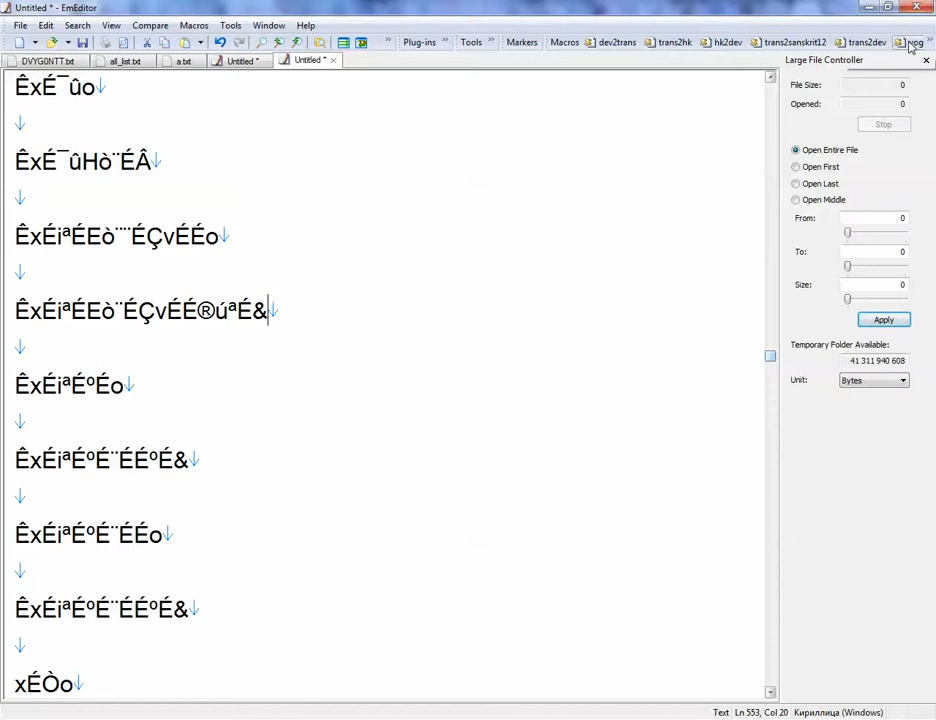 Untitled * - EmEditor
File Edit Search View Compare Macros Tools Window Help
Plug-ins » Tools » Markers Macros dev2trans trans2hk hk2dev trans2sanskrit12 trans2dev yog »
DVYG0NTT.txt all_list.txt a.txt Untitled * Untitled *
ÊxÉ¯ûo↓
↓
ÊxÉ¯ûHò¨ÉÂ↓
↓
ÊxÉiªÉEò¨¨ÉÇvÉÉo↓
↓
ÊxÉiªÉEò¨ÉÇvÉÉ®úªÉ&↓
↓
ÊxÉiªÉºÉo↓
↓
ÊxÉiªÉºÉ¨ÉÉºÉ&↓
↓
ÊxÉiªÉºÉ¨ÉÉo↓
↓
ÊxÉiªÉºÉ¨ÉÉºÉ&↓
↓
xÉÒo↓
Large File Controller
File Size: 0
Opened: 0
Stop
Open Entire File
Open First
Open Last
Open Middle
From: 0
To: 0
Size: 0
Apply
Temporary Folder Available:
41 311 940 608
Unit: Bytes
Text Ln 553, Col 20 Кириллица (Windows)